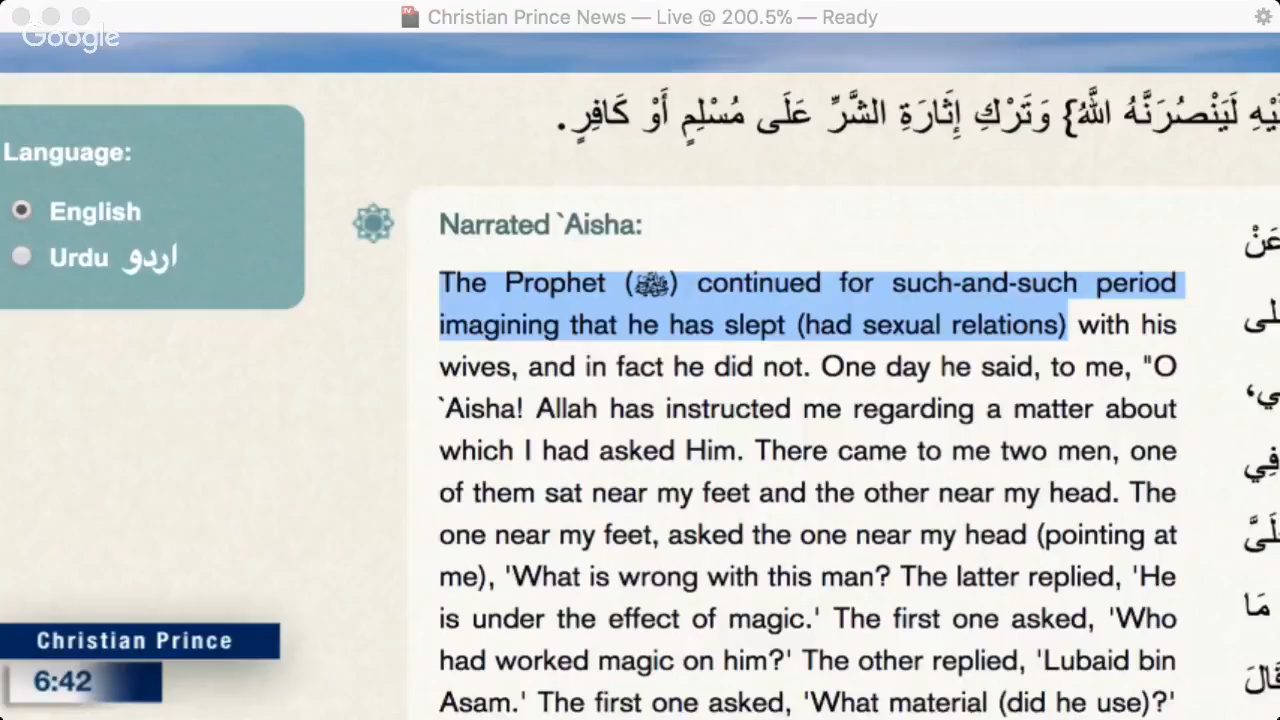 Christian Prince News — Live @ 200.5% — Ready
Google
لَيَنْصُرَنَّهُ اللَّهُ} وَتَرْكِ إِثَارَةِ الشَّرِّ عَلَى مُسْلِمٍ أَوْ كَافِرٍ.
Language:
English
Urdu اردو
Narrated `Aisha:
The Prophet (ﷺ) continued for such-and-such period
imagining that he has slept (had sexual relations) with his
wives, and in fact he did not. One day he said, to me, "O
`Aisha! Allah has instructed me regarding a matter about
which I had asked Him. There came to me two men, one
of them sat near my feet and the other near my head. The
one near my feet, asked the one near my head (pointing at
me), 'What is wrong with this man? The latter replied, 'He
is under the effect of magic.' The first one asked, 'Who
had worked magic on him?' The other replied, 'Lubaid bin
Asam.' The first one asked, 'What material (did he use)?'
عَنْ
فِي
مَا
قَالَ
Christian Prince
6:42